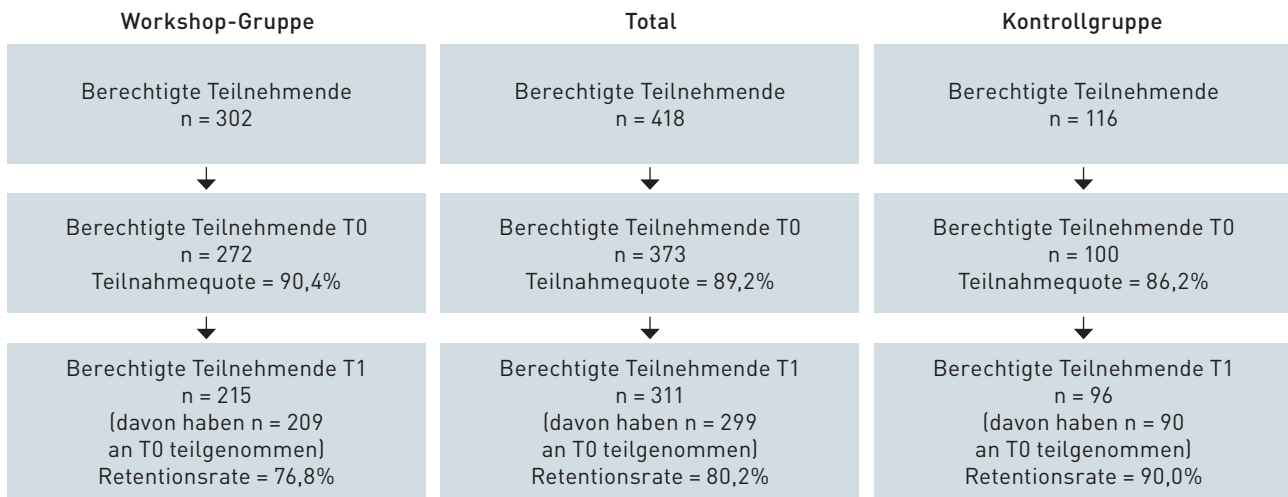 Workshop-Gruppe
Berechtigte Teilnehmende
n = 302
Berechtigte Teilnehmende T0
n = 272
Teilnahmequote = 90,4%
Berechtigte Teilnehmende T1
n = 215
(davon haben n = 209
an T0 teilgenommen)
Retentionsrate = 76,8%
Total
Berechtigte Teilnehmende
n = 418
Berechtigte Teilnehmende T0
n = 373
Teilnahmequote = 89,2%
Berechtigte Teilnehmende T1
n = 311
(davon haben n = 299
an T0 teilgenommen)
Retentionsrate = 80,2%
Kontrollgruppe
Berechtigte Teilnehmende
n = 116
Berechtigte Teilnehmende T0
n = 100
Teilnahmequote = 86,2%
Berechtigte Teilnehmende T1
n = 96
(davon haben n = 90
an T0 teilgenommen)
Retentionsrate = 90,0%